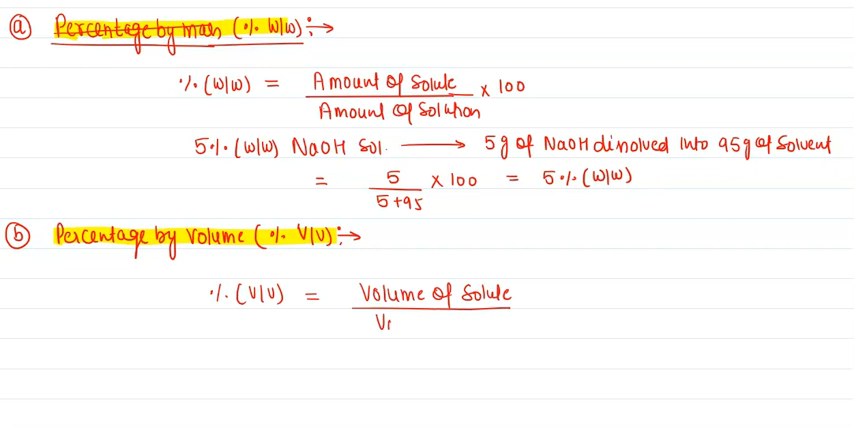 ⓐ Percentage by mass (% W/W) :→
% (W/W) = Amount of Solute / Amount of Solution × 100
5% (W/W) NaOH Sol. ⟶ 5g of NaOH dissolved into 95g of Solvent
= 5 / 5+95 × 100 = 5% (W/W)
ⓑ Percentage by Volume (% V/V) :→
% (V/V) = Volume of Solute / Vo